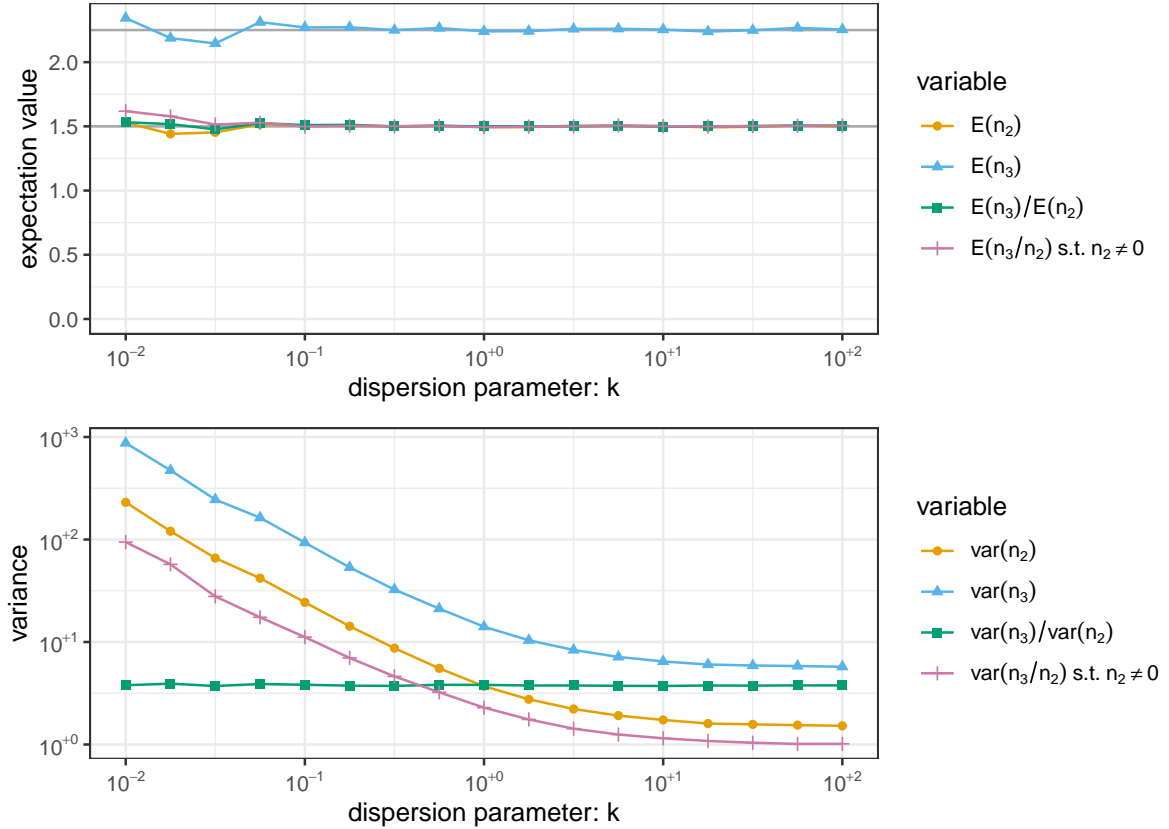 expectation value
2.0
1.5
1.0
0.5
0.0
10⁻² 10⁻¹ 10⁺⁰ 10⁺¹ 10⁺²
dispersion parameter: k
variable
E(n₂)
E(n₃)
E(n₃)/E(n₂)
E(n₃/n₂) s.t. n₂ ≠ 0
variance
10⁺³
10⁺²
10⁺¹
10⁺⁰
10⁻² 10⁻¹ 10⁺⁰ 10⁺¹ 10⁺²
dispersion parameter: k
variable
var(n₂)
var(n₃)
var(n₃)/var(n₂)
var(n₃/n₂) s.t. n₂ ≠ 0